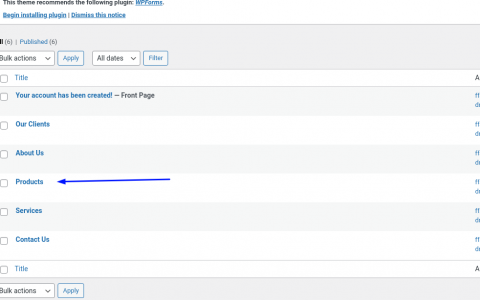 This theme recommends the following plugin: WPForms.
Begin installing plugin | Dismiss this notice
(6) | Published (6)
Bulk actions Apply All dates Filter
Title
Your account has been created! — Front Page
Our Clients
About Us
Products
Services
Contact Us
Title
Bulk actions Apply